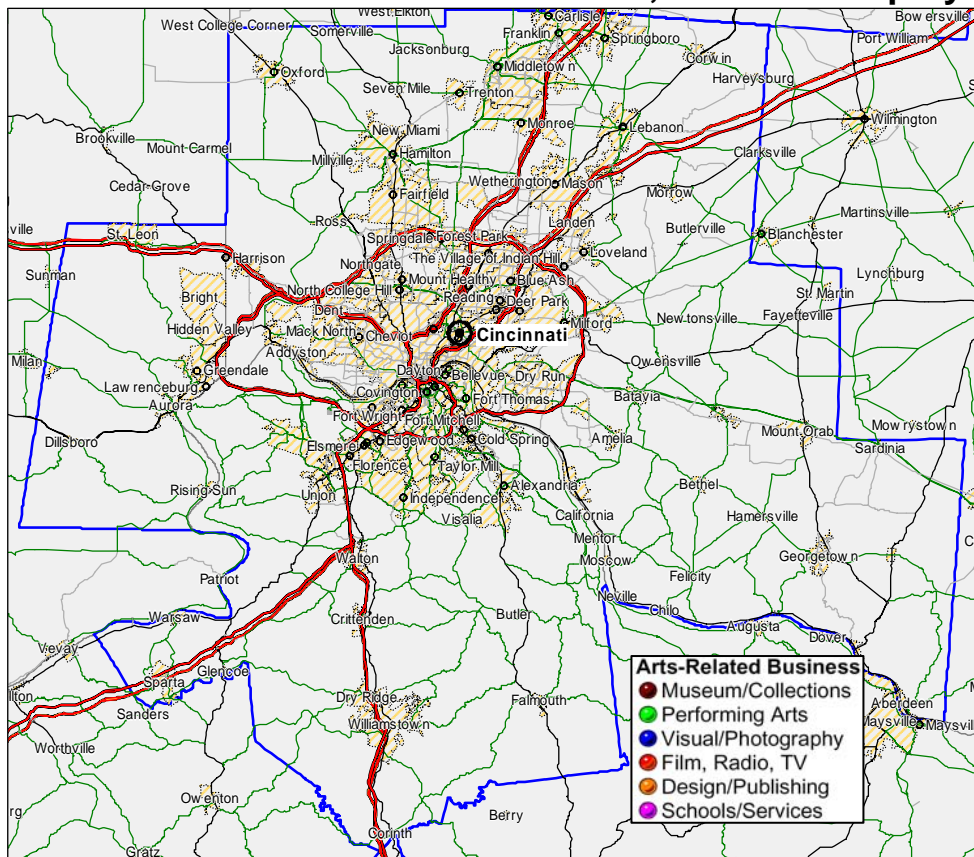 West Elkton
Carlisle
Bowersville
West College Corner
Somerville
Franklin
Springboro
Port William
Jacksonburg
Corwin
Oxford
Middletown
Harveysburg
Seven Mile
Trenton
Monroe
Lebanon
Wilmington
Brookville
Mount Carmel
New Miami
Millville
Hamilton
Clarksville
Cedar Grove
Wetherington
Mason
Fairfield
Morrow
Ross
Landen
Butlerville
Martinsville
ville
St. Leon
Springdale
Forest Park
Blanchester
Harrison
The Village of Indian Hill
Loveland
Sunman
Northgate
Mount Healthy
Blue Ash
Lynchburg
Bright
North College Hill
Reading
Deer Park
St. Martin
Dent
Fayetteville
Hidden Valley
Mack North
Cheviot
Cincinnati
Milford
Newtonsville
Addyston
Milan
Greendale
Dayton
Bellevue
Dry Run
Owensville
Lawrenceburg
Covington
Fort Thomas
Batavia
Aurora
Fort Wright
Fort Mitchell
Mowrystown
Dillsboro
Elsmere
Edgewood
Cold Spring
Amelia
Mount Orab
Sardinia
Florence
Taylor Mill
Rising Sun
Union
Independence
Alexandria
Bethel
Visalia
California
Hamersville
Mentor
Walton
Moscow
Georgetown
Patriot
Felicity
Neville
Warsaw
Crittenden
Butler
Chilo
Augusta
Vevay
Dover
Glencoe
Sparta
Sanders
Dry Ridge
Falmouth
Aberdeen
Williamstown
Maysville
Maysv
Worthville
Owenton
Berry
Corinth
Gratz
Arts-Related Business
Museum/Collections
Performing Arts
Visual/Photography
Film, Radio, TV
Design/Publishing
Schools/Services